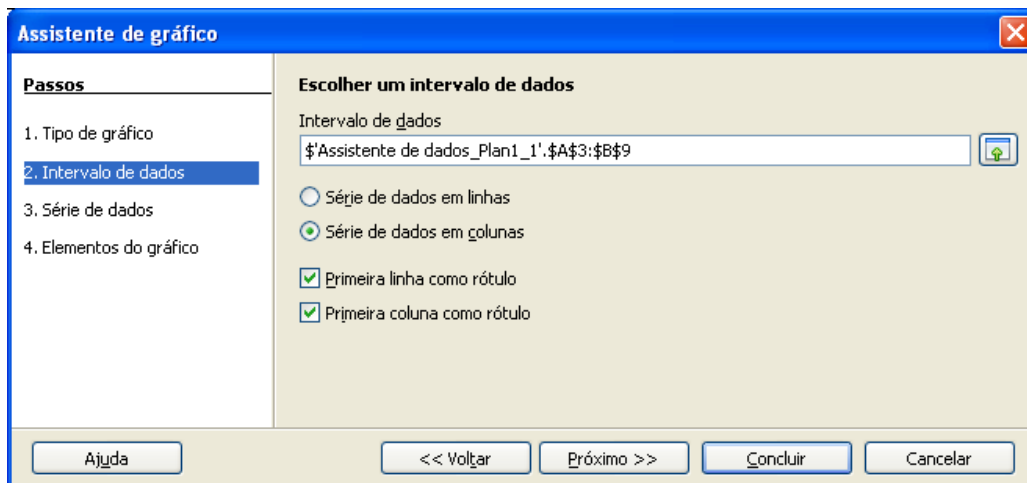 Assistente de gráfico
Passos
1. Tipo de gráfico
2. Intervalo de dados
3. Série de dados
4. Elementos do gráfico
Escolher um intervalo de dados
Intervalo de dados
$'Assistente de dados_Plan1_1'.$A$3:$B$9
Série de dados em linhas
Série de dados em colunas
Primeira linha como rótulo
Primeira coluna como rótulo
Ajuda
<< Voltar
Próximo >>
Concluir
Cancelar